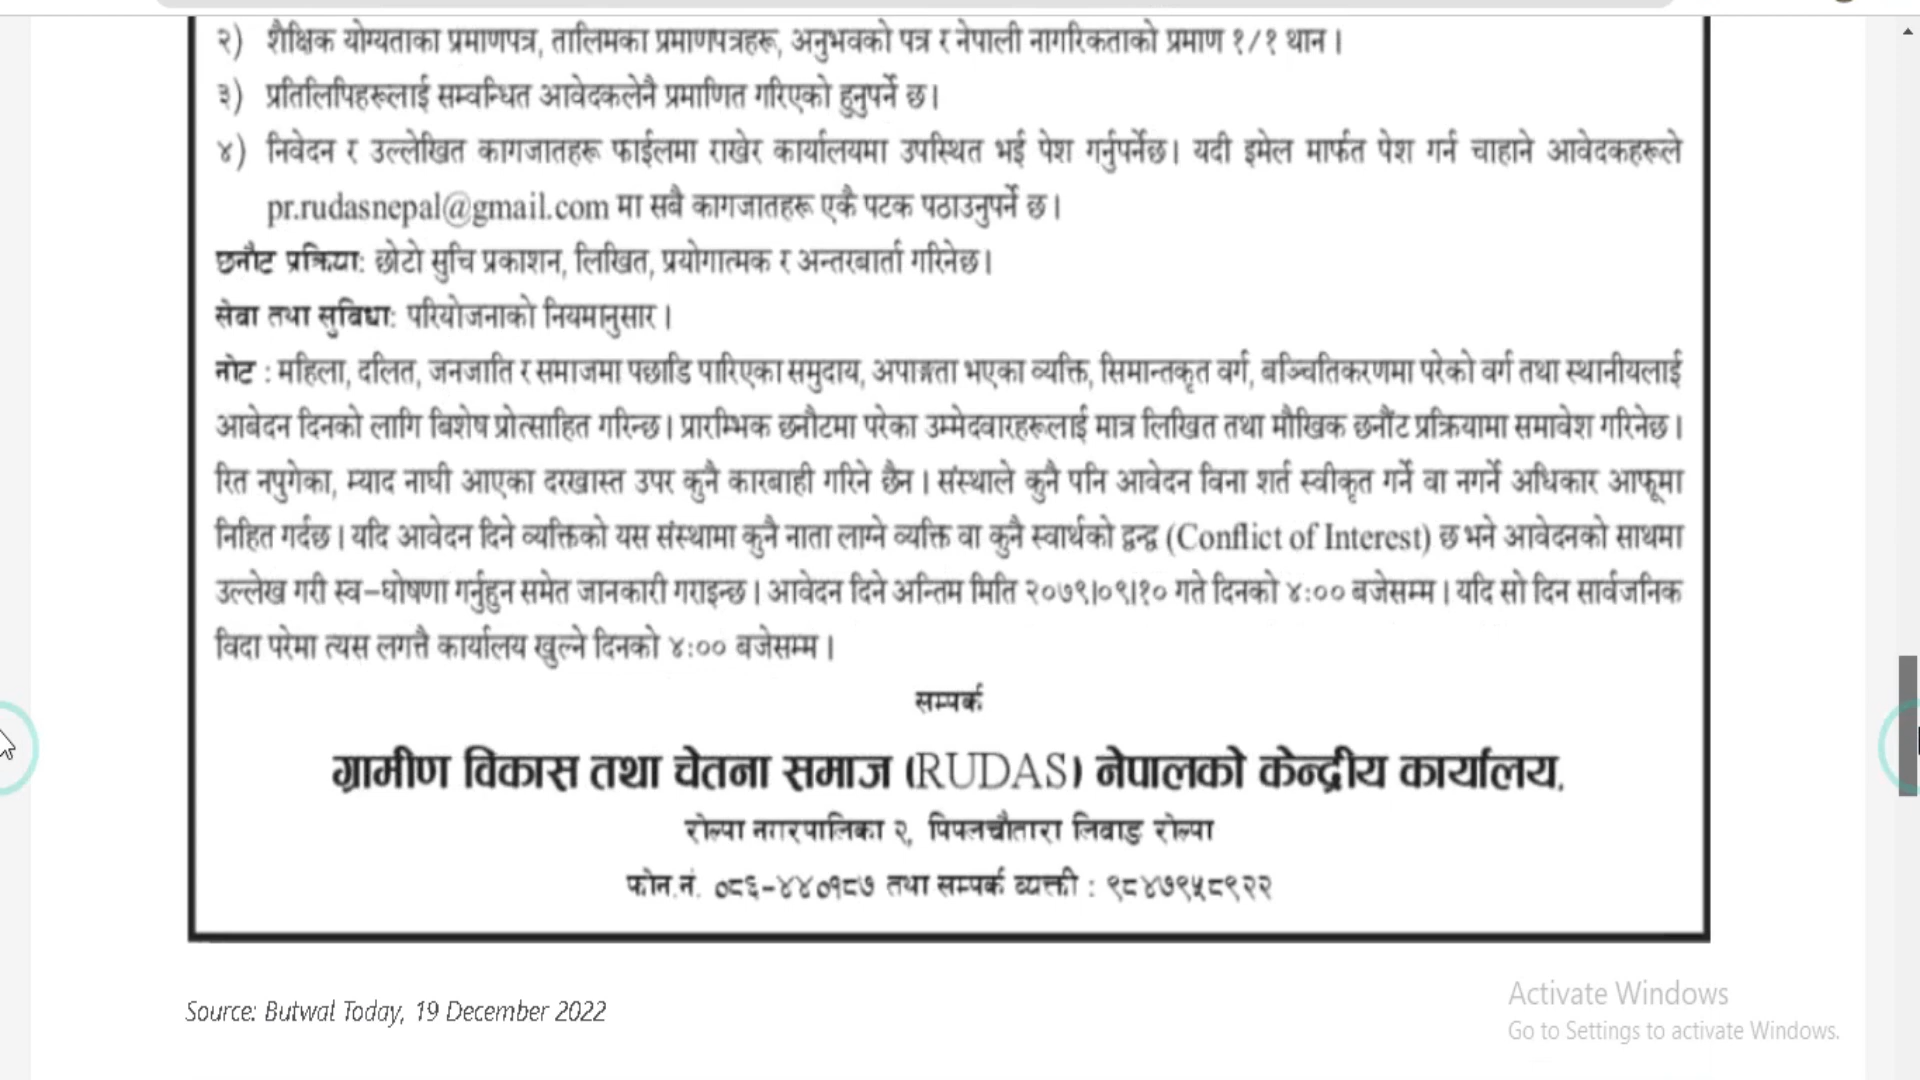 २) शैक्षिक योग्यताका प्रमाणपत्र, तालिमका प्रमाणपत्रहरू, अनुभवको पत्र र नेपाली नागरिकताको प्रमाण १/१ थान ।
३) प्रतिलिपिहरूलाई सम्वन्धित आवेदकलेनै प्रमाणित गरिएको हुनुपर्ने छ।
४) निवेदन र उल्लेखित कागजातहरू फाईलमा राखेर कार्यालयमा उपस्थित भई पेश गर्नुपर्नेछ। यदी इमेल मार्फत पेश गर्न चाहाने आवेदकहरूले
pr.rudasnepal@gmail.com मा सबै कागजातहरू एकै पटक पठाउनुपर्ने छ।
छनौट प्रक्रिया: छोटो सुचि प्रकाशन, लिखित, प्रयोगात्मक र अन्तरबार्ता गरिनेछ।
सेवा तथा सुविधा: परियोजनाको नियमानुसार ।
नोट : महिला, दलित, जनजाति र समाजमा पछाडि पारिएका समुदाय, अपाङ्गता भएका व्यक्ति, सिमान्तकृत वर्ग, बञ्चितिकरणमा परेको वर्ग तथा स्थानीयलाई
आबेदन दिनको लागि बिशेष प्रोत्साहित गरिन्छ। प्रारम्भिक छनौटमा परेका उम्मेदवारहरूलाई मात्र लिखित तथा मौखिक छनौंट प्रक्रियामा समावेश गरिनेछ।
रित नपुगेका, म्याद नाघी आएका दरखास्त उपर कुनै कारबाही गरिने छैन । संस्थाले कुनै पनि आवेदन विना शर्त स्वीकृत गर्ने वा नगर्ने अधिकार आफूमा
निहित गर्दछ। यदि आवेदन दिने व्यक्तिको यस संस्थामा कुनै नाता लाग्ने व्यक्ति वा कुनै स्वार्थको द्वन्द्व (Conflict of Interest) छ भने आवेदनको साथमा
उल्लेख गरी स्व-घोषणा गर्नुहुन समेत जानकारी गराइन्छ। आवेदन दिने अन्तिम मिति २०७९।०९।१० गते दिनको ४:०० बजेसम्म । यदि सो दिन सार्वजनिक
विदा परेमा त्यस लगत्तै कार्यालय खुल्ने दिनको ४:०० बजेसम्म ।
सम्पर्क
ग्रामीण विकास तथा चेतना समाज (RUDAS) नेपालको केन्द्रीय कार्यालय,
रोल्पा नगरपालिका २, पिपलचौतारा लिवाङ रोल्पा
फोन.नं. ०८६-४४०१८७ तथा सम्पर्क व्यक्ती : ९८४७९५८९२२
Source: Butwal Today, 19 December 2022
Activate Windows
Go to Settings to activate Windows.